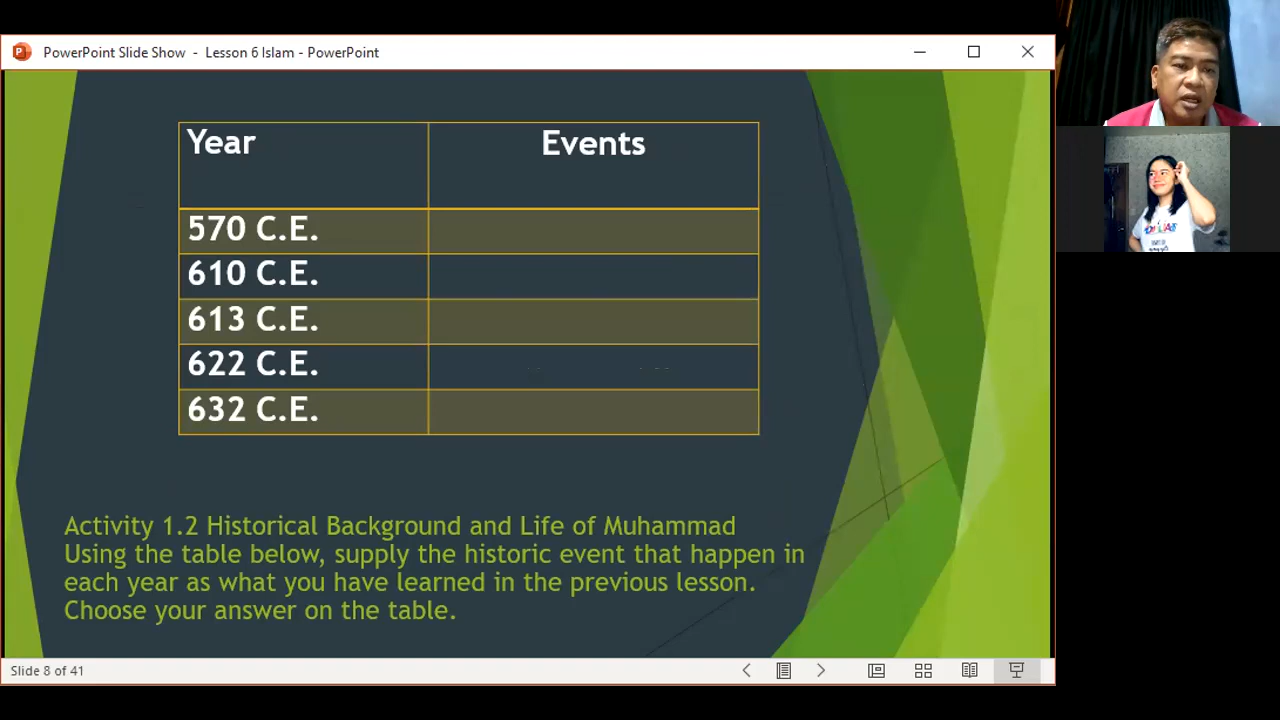 PowerPoint Slide Show - Lesson 6 Islam - PowerPoint
Year Events
570 C.E.
610 C.E.
613 C.E.
622 C.E.
632 C.E.
Activity 1.2 Historical Background and Life of Muhammad
Using the table below, supply the historic event that happen in
each year as what you have learned in the previous lesson.
Choose your answer on the table.
Slide 8 of 41